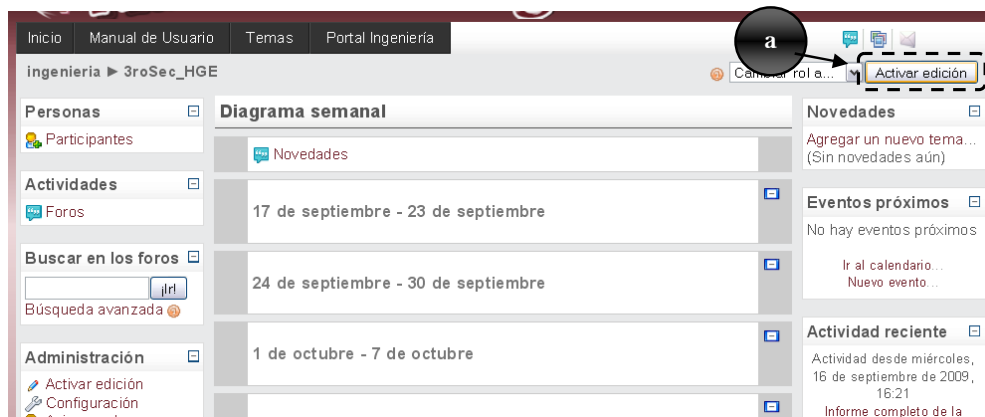 Inicio Manual de Usuario Temas Portal Ingeniería
a
ingenieria ► 3roSec_HGE
Activar edición
Personas
Participantes
Actividades
Foros
Buscar en los foros
¡Ir!
Búsqueda avanzada
Administración
Activar edición
Configuración
Diagrama semanal
Novedades
17 de septiembre - 23 de septiembre
24 de septiembre - 30 de septiembre
1 de octubre - 7 de octubre
Novedades
Agregar un nuevo tema...
(Sin novedades aún)
Eventos próximos
No hay eventos próximos
Ir al calendario...
Nuevo evento...
Actividad reciente
Actividad desde miércoles,
16 de septiembre de 2009,
16:21
Informe completo de la